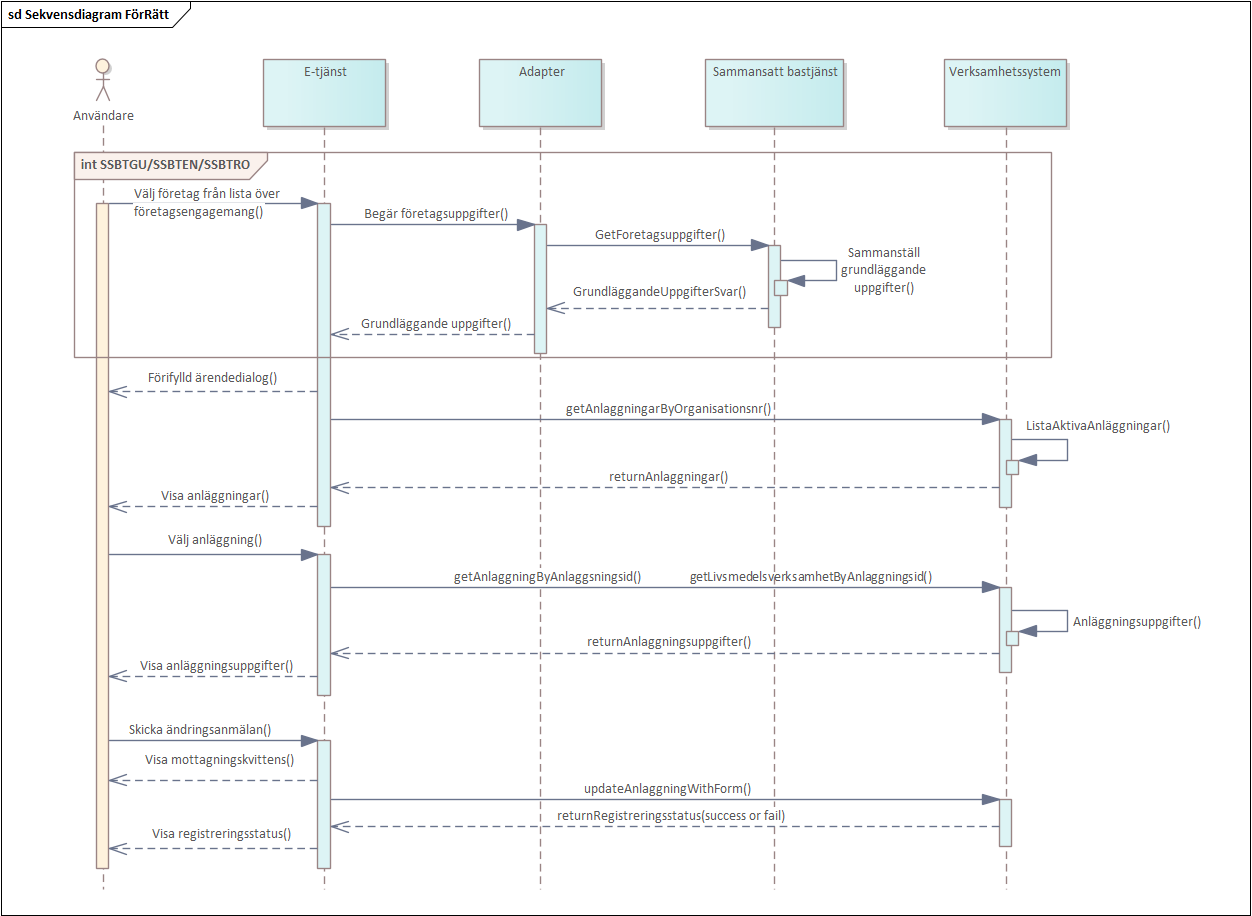 sd Sekvensdiagram FörRätt
Användare
E-tjänst
Adapter
Sammansatt bastjänst
Verksamhetssystem
int SSBTGU/SSBTEN/SSBTRO
Välj företag från lista över
företagsengagemang()
Begär företagsuppgifter()
GetForetagsuppgifter()
Sammanställ
grundläggande
uppgifter()
GrundläggandeUppgifterSvar()
Grundläggande uppgifter()
Förifylld ärendedialog()
getAnlaggningarByOrganisationsnr()
ListaAktivaAnläggningar()
returnAnlaggningar()
Visa anläggningar()
Välj anläggning()
getAnlaggningByAnlaggsningsid()
getLivsmedelsverksamhetByAnlaggningsid()
Anläggningsuppgifter()
returnAnlaggningsuppgifter()
Visa anläggningsuppgifter()
Skicka ändringsanmälan()
Visa mottagningskvittens()
updateAnlaggningWithForm()
returnRegistreringsstatus(success or fail)
Visa registreringsstatus()